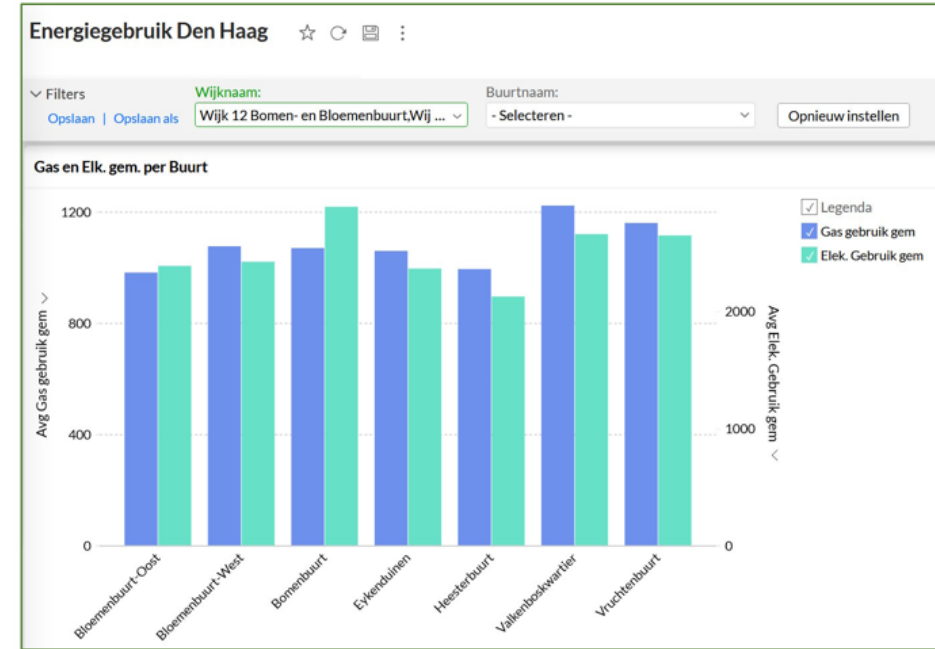 Energiegebruik Den Haag
Filters
Opslaan | Opslaan als
Wijknaam:
Wijk 12 Bomen- en Bloemenbuurt,Wij ...
Buurtnaam:
- Selecteren -
Opnieuw instellen
Gas en Elk. gem. per Buurt
Legenda
Gas gebruik gem
Elek. Gebruik gem
Avg Gas gebruik gem
1200
800
400
0
Avg Elek. Gebruik gem
2000
1000
0
Bloemenbuurt-Oost
Bloemenbuurt-West
Bomenbuurt
Eykenduinen
Heesterbuurt
Valkenboskwartier
Vruchtenbuurt